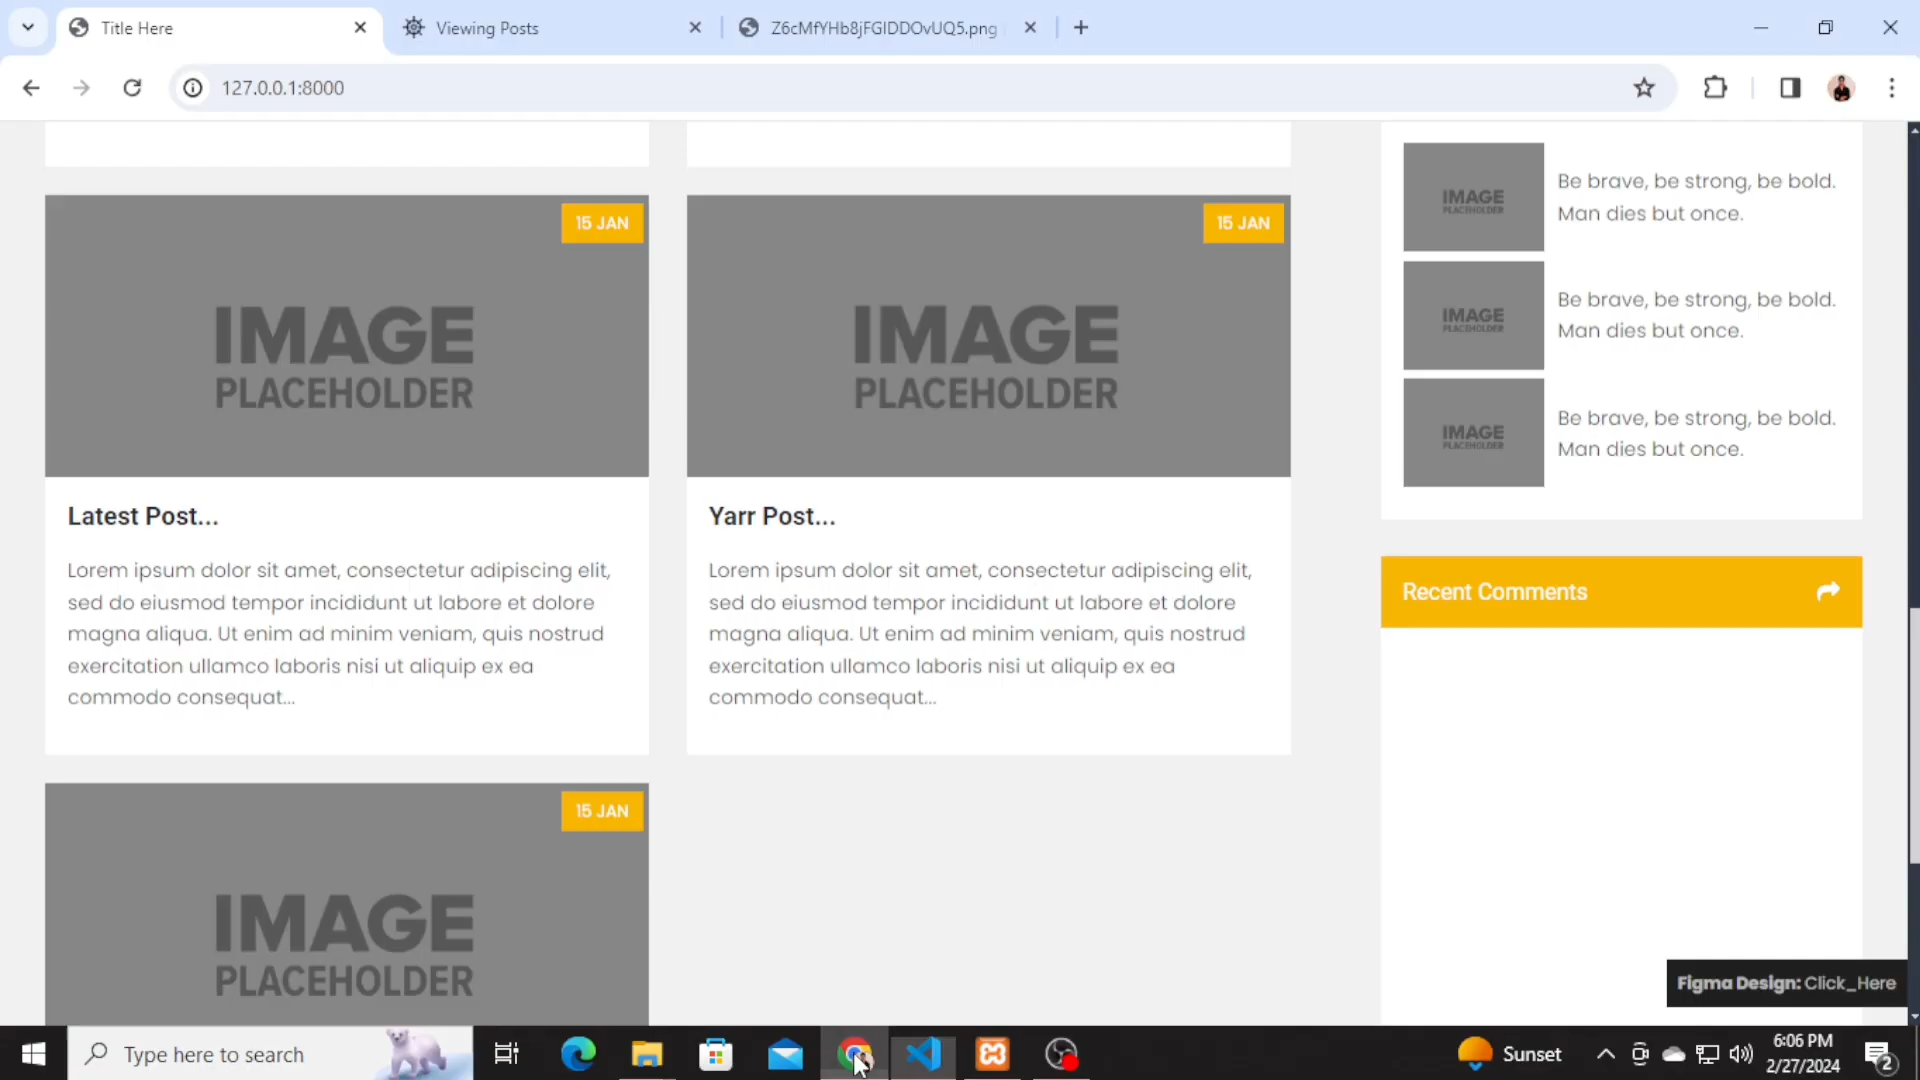 Title Here
Viewing Posts
Z6cMfYHb8jFGIDDOvUQ5.png
127.0.0.1:8000
15 JAN
IMAGE
PLACEHOLDER
Latest Post...
Lorem ipsum dolor sit amet, consectetur adipiscing elit,
sed do eiusmod tempor incididunt ut labore et dolore
magna aliqua. Ut enim ad minim veniam, quis nostrud
exercitation ullamco laboris nisi ut aliquip ex ea
commodo consequat...
15 JAN
IMAGE
PLACEHOLDER
Yarr Post...
Lorem ipsum dolor sit amet, consectetur adipiscing elit,
sed do eiusmod tempor incididunt ut labore et dolore
magna aliqua. Ut enim ad minim veniam, quis nostrud
exercitation ullamco laboris nisi ut aliquip ex ea
commodo consequat...
15 JAN
IMAGE
PLACEHOLDER
IMAGE
PLACEHOLDER
Be brave, be strong, be bold.
Man dies but once.
IMAGE
PLACEHOLDER
Be brave, be strong, be bold.
Man dies but once.
IMAGE
PLACEHOLDER
Be brave, be strong, be bold.
Man dies but once.
Recent Comments
Figma Design: Click_Here
Type here to search
Sunset
6:06 PM
2/27/2024
2